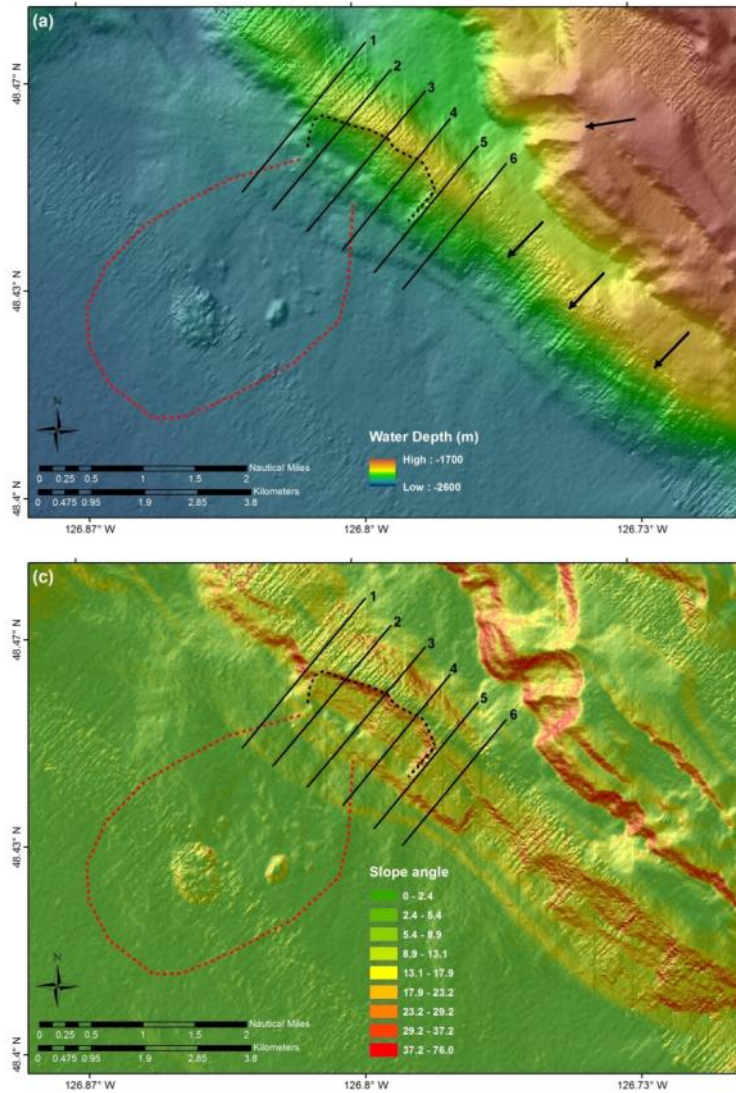 (a)
1
2
3
4
5
6
48.47° N
48.43° N
48.4° N
N
Water Depth (m)
High : -1700
Low : -2600
Nautical Miles
0 0.25 0.5 1 1.5 2
Kilometers
0 0.475 0.95 1.9 2.85 3.8
126.87° W
126.8° W
126.73° W
(c)
1
2
3
4
5
6
48.47° N
48.43° N
48.4° N
N
Slope angle
0 - 2.4
2.4 - 5.4
5.4 - 8.9
8.9 - 13.1
13.1 - 17.9
17.9 - 23.2
23.2 - 29.2
29.2 - 37.2
37.2 - 76.0
Nautical Miles
0 0.25 0.5 1 1.5 2
Kilometers
0 0.475 0.95 1.9 2.85 3.8
126.87° W
126.8° W
126.73° W